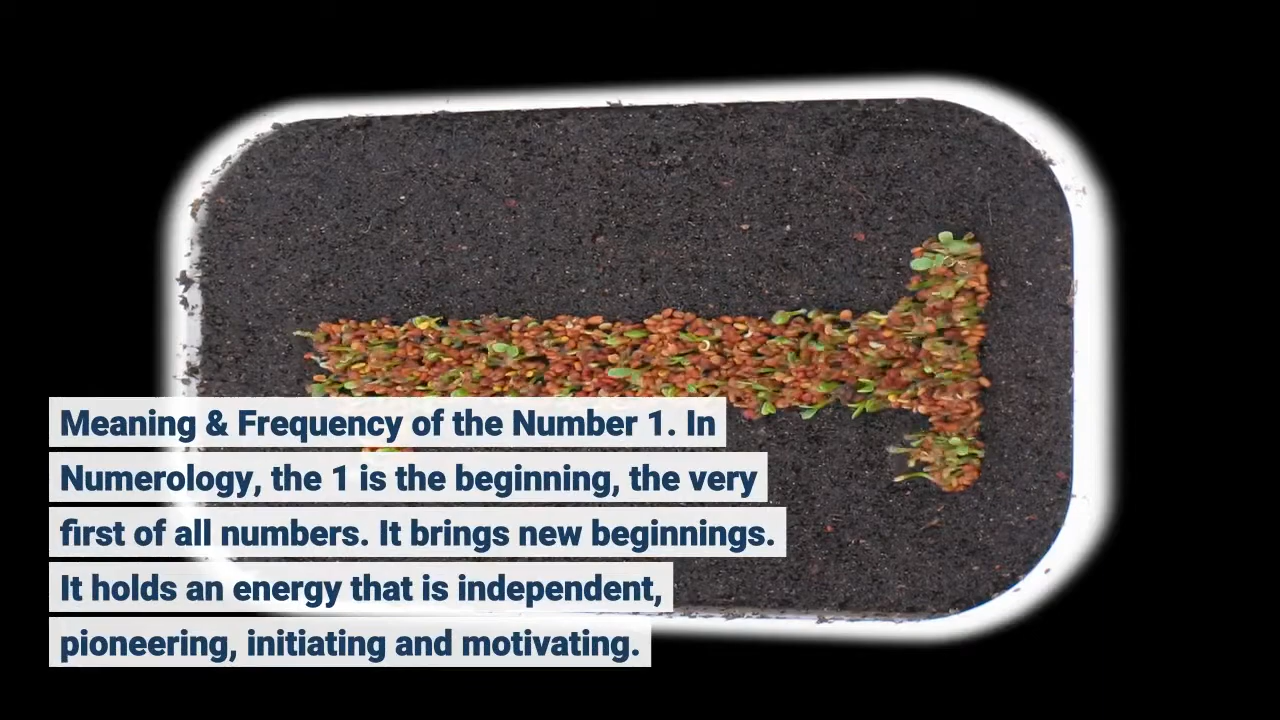 Meaning & Frequency of the Number 1. In
Numerology, the 1 is the beginning, the very
first of all numbers. It brings new beginnings.
It holds an energy that is independent,
pioneering, initiating and motivating.